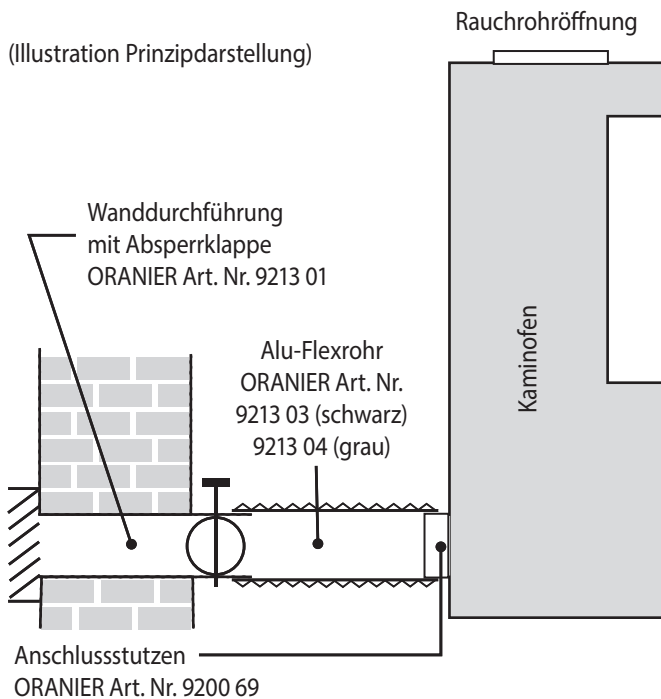 Rauchrohröffnung
(Illustration Prinzipdarstellung)
Wanddurchführung
mit Absperrklappe
ORANIER Art. Nr. 9213 01
Alu-Flexrohr
ORANIER Art. Nr.
9213 03 (schwarz)
9213 04 (grau)
Kaminofen
Anschlussstutzen
ORANIER Art. Nr. 9200 69